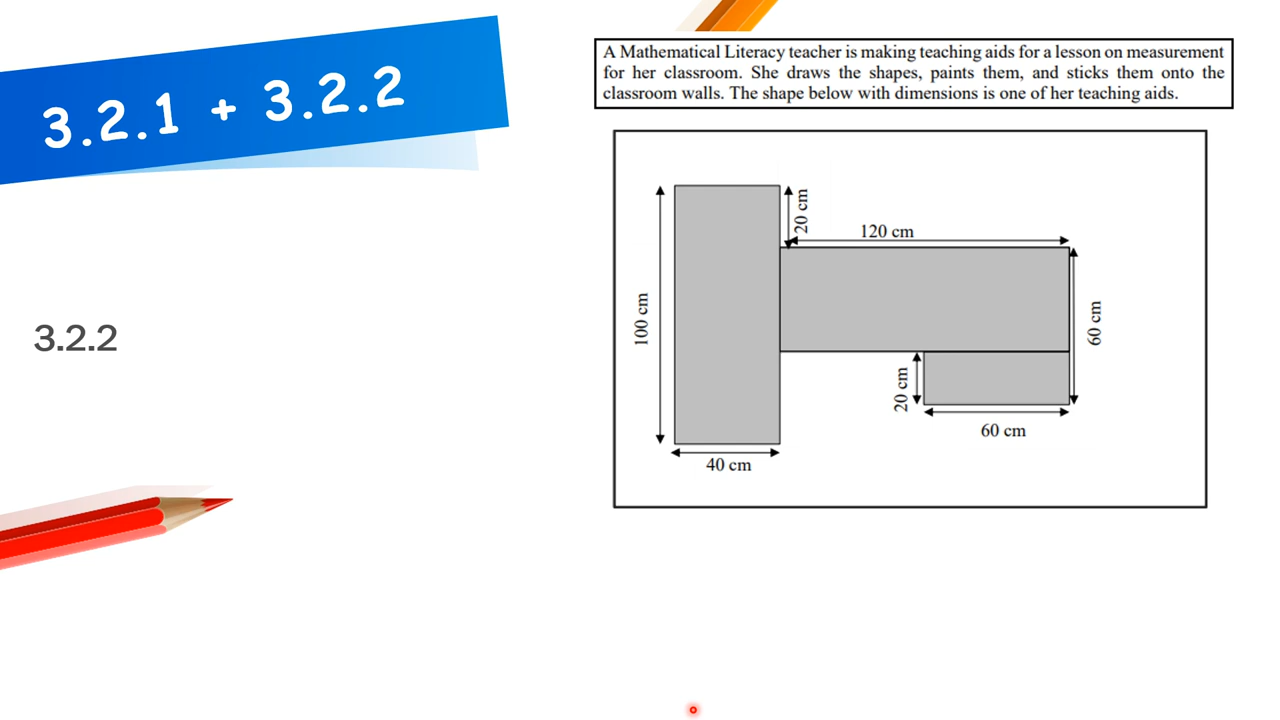 3.2.1 + 3.2.2
3.2.2
A Mathematical Literacy teacher is making teaching aids for a lesson on measurement
for her classroom. She draws the shapes, paints them, and sticks them onto the
classroom walls. The shape below with dimensions is one of her teaching aids.
20 cm
120 cm
100 cm
60 cm
20 cm
60 cm
40 cm